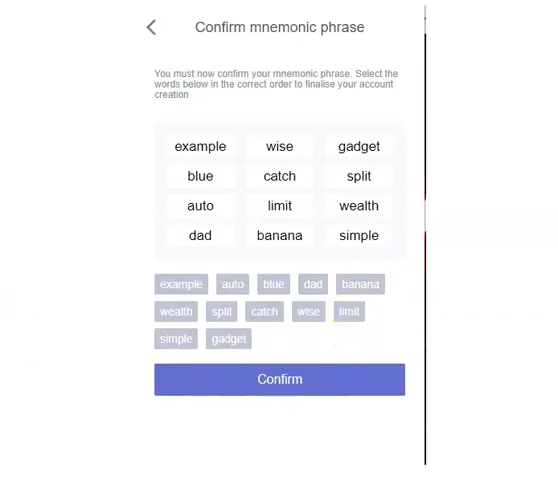 Confirm mnemonic phrase
You must now confirm your mnemonic phrase. Select the
words below in the correct order to finalise your account
creation
example wise gadget
blue catch split
auto limit wealth
dad banana simple
example auto blue dad banana
wealth split catch wise limit
simple gadget
Confirm